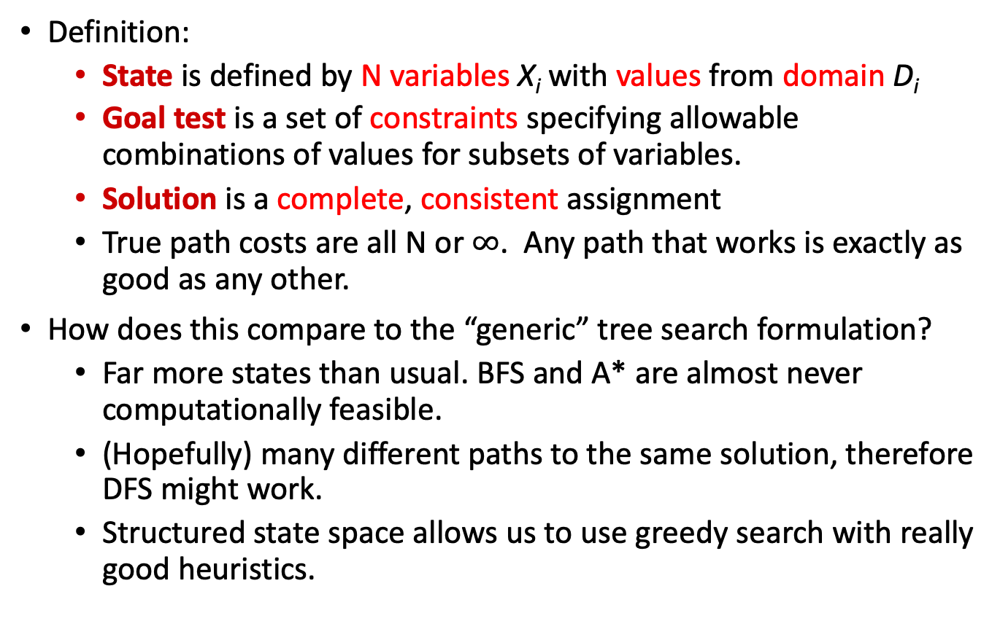 • Definition:
• State is defined by N variables Xi with values from domain Di
• Goal test is a set of constraints specifying allowable
combinations of values for subsets of variables.
• Solution is a complete, consistent assignment
• True path costs are all N or ∞.  Any path that works is exactly as
good as any other.
• How does this compare to the “generic” tree search formulation?
• Far more states than usual. BFS and A* are almost never
computationally feasible.
• (Hopefully) many different paths to the same solution, therefore
DFS might work.
• Structured state space allows us to use greedy search with really
good heuristics.